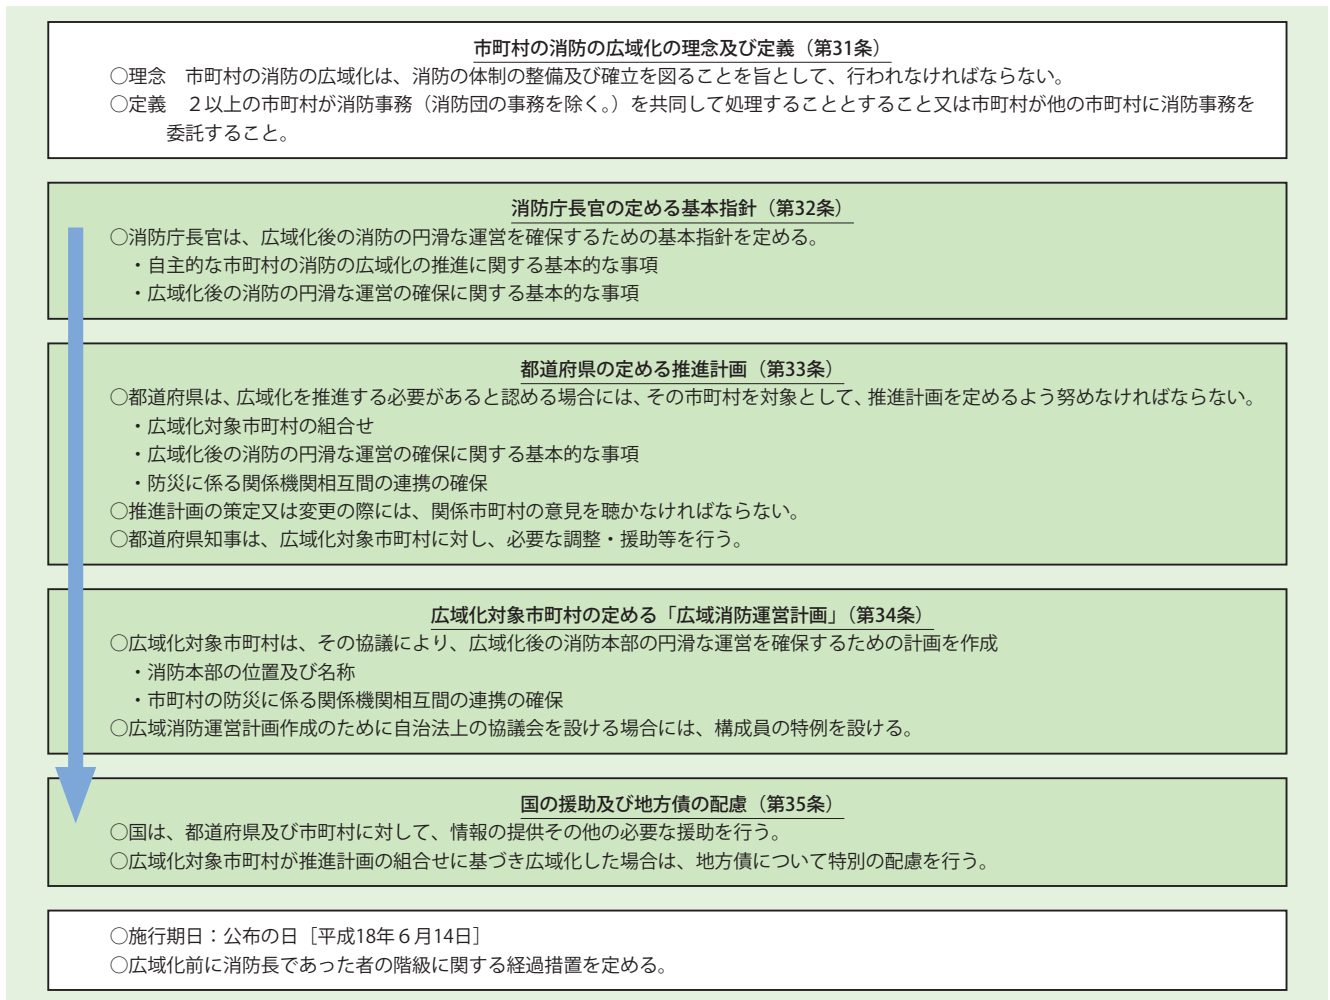 市町村の消防の広域化の理念及び定義（第31条）
○理念　市町村の消防の広域化は、消防の体制の整備及び確立を図ることを旨として、行われなければならない。
○定義　２以上の市町村が消防事務（消防団の事務を除く。）を共同して処理することとすること又は市町村が他の市町村に消防事務を
委託すること。
消防庁長官の定める基本指針（第32条）
○消防庁長官は、広域化後の消防の円滑な運営を確保するための基本指針を定める。
・自主的な市町村の消防の広域化の推進に関する基本的な事項
・広域化後の消防の円滑な運営の確保に関する基本的な事項
都道府県の定める推進計画（第33条）
○都道府県は、広域化を推進する必要があると認める場合には、その市町村を対象として、推進計画を定めるよう努めなければならない。
・広域化対象市町村の組合せ
・広域化後の消防の円滑な運営の確保に関する基本的な事項
・防災に係る関係機関相互間の連携の確保
○推進計画の策定又は変更の際には、関係市町村の意見を聴かなければならない。
○都道府県知事は、広域化対象市町村に対し、必要な調整・援助等を行う。
広域化対象市町村の定める「広域消防運営計画」（第34条）
○広域化対象市町村は、その協議により、広域化後の消防本部の円滑な運営を確保するための計画を作成
・消防本部の位置及び名称
・市町村の防災に係る関係機関相互間の連携の確保
○広域消防運営計画作成のために自治法上の協議会を設ける場合には、構成員の特例を設ける。
国の援助及び地方債の配慮（第35条）
○国は、都道府県及び市町村に対して、情報の提供その他の必要な援助を行う。
○広域化対象市町村が推進計画の組合せに基づき広域化した場合は、地方債について特別の配慮を行う。
○施行期日：公布の日［平成18年６月14日］
○広域化前に消防長であった者の階級に関する経過措置を定める。